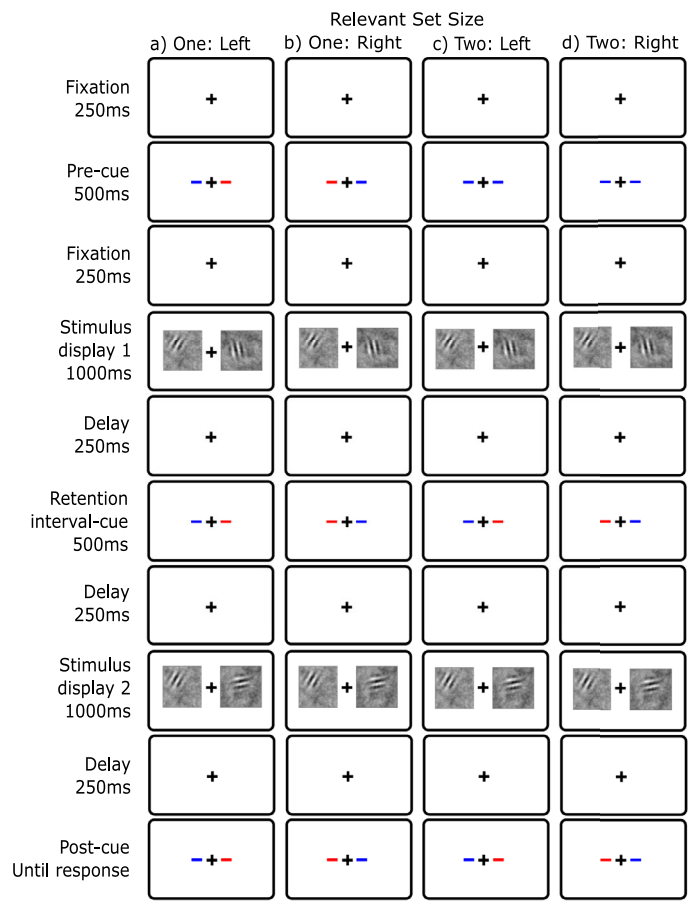 Relevant Set Size
a) One: Left
b) One: Right
c) Two: Left
d) Two: Right
Fixation
250ms
Pre-cue
500ms
Fixation
250ms
Stimulus
display 1
1000ms
Delay
250ms
Retention
interval-cue
500ms
Delay
250ms
Stimulus
display 2
1000ms
Delay
250ms
Post-cue
Until response